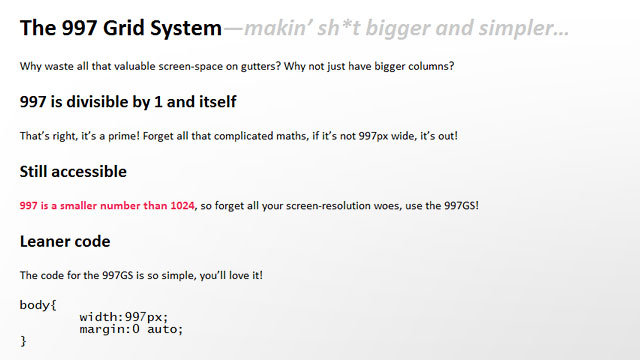 The 997 Grid System—makin’ sh*t bigger and simpler…
Why waste all that valuable screen-space on gutters? Why not just have bigger columns?
997 is divisible by 1 and itself
That’s right, it’s a prime! Forget all that complicated maths, if it’s not 997px wide, it’s out!
Still accessible
997 is a smaller number than 1024, so forget all your screen-resolution woes, use the 997GS!
Leaner code
The code for the 997GS is so simple, you’ll love it!
body{
width:997px;
margin:0 auto;
}